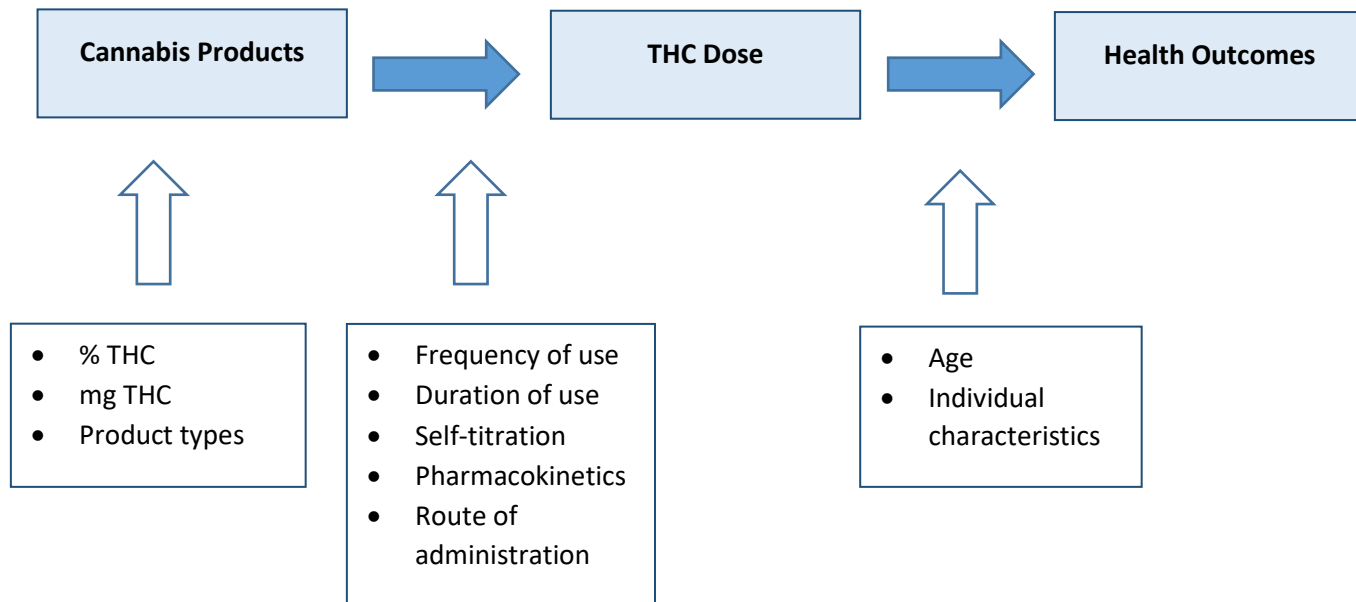 Cannabis Products
THC Dose
Health Outcomes
• % THC
• mg THC
• Product types
• Frequency of use
• Duration of use
• Self-titration
• Pharmacokinetics
• Route of
administration
• Age
• Individual
characteristics